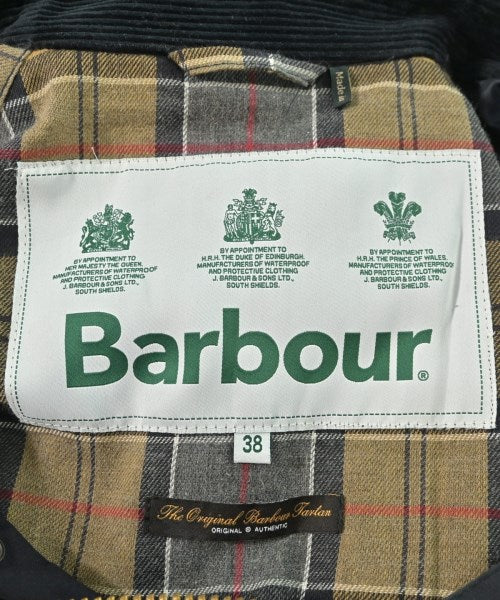 Made in
BY APPOINTMENT TO
HER MAJESTY THE QUEEN,
MANUFACTURERS OF WATERPROOF
AND PROTECTIVE CLOTHING
J. BARBOUR & SONS LTD.,
SOUTH SHIELDS.
BY APPOINTMENT TO
H.R.H. THE DUKE OF EDINBURGH,
MANUFACTURERS OF WATERPROOF
AND PROTECTIVE CLOTHING
J. BARBOUR & SONS LTD.,
SOUTH SHIELDS.
BY APPOINTMENT TO
H.R.H. THE PRINCE OF WALES,
MANUFACTURERS OF WATERPROOF
AND PROTECTIVE CLOTHING
J. BARBOUR & SONS LTD.,
SOUTH SHIELDS.
Barbour®
38
The Original Barbour Tartan
ORIGINAL ® AUTHENTIC